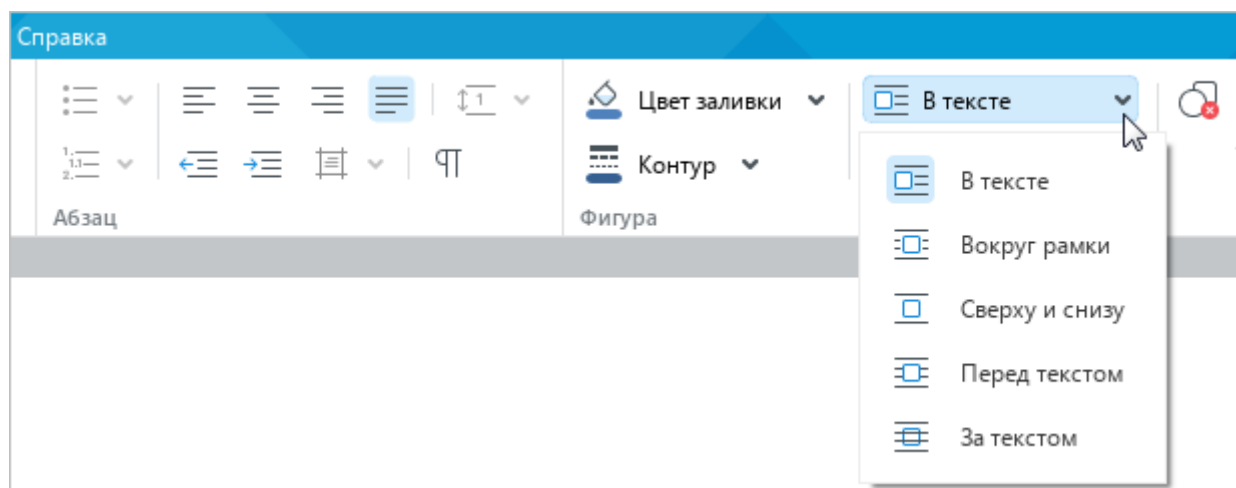 Справка
Цвет заливки
В тексте
Контур
Абзац
Фигура
В тексте
Вокруг рамки
Сверху и снизу
Перед текстом
За текстом